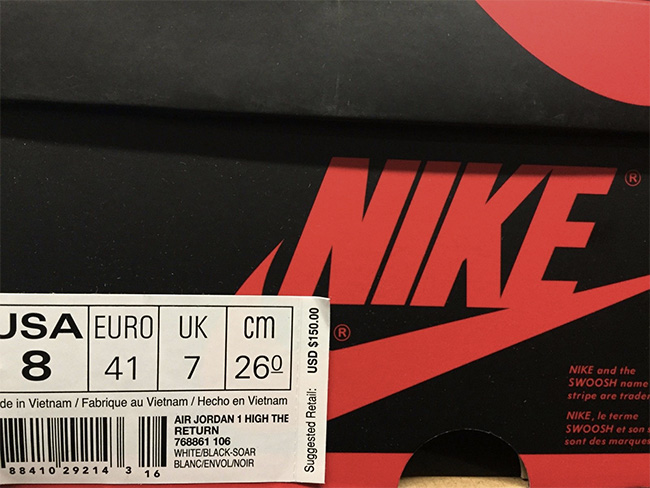 NIKE ®
®
USA EURO UK cm
8 41 7 26 0
de in Vietnam / Fabrique au Vietnam / Hecho en Vietnam
AIR JORDAN 1 HIGH THE
RETURN
768861 106
WHITE/BLACK-SOAR
BLANC/ENVOL/NOIR
88410 29214 3 16
Suggested Retail: USD $150.00
NIKE and the
SWOOSH name
stripe are trader
NIKE, le terme
SWOOSH et son s
sont des marques